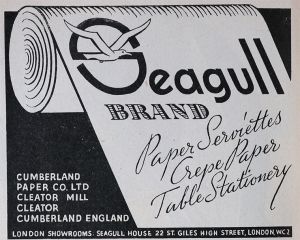 Seagull
BRAND
Paper Serviettes
Crepe Paper
Table Stationery
CUMBERLAND
PAPER CO. LTD
CLEATOR MILL
CLEATOR
CUMBERLAND ENGLAND
LONDON SHOWROOMS: SEAGULL HOUSE 22 ST. GILES HIGH STREET, LONDON, W.C.2